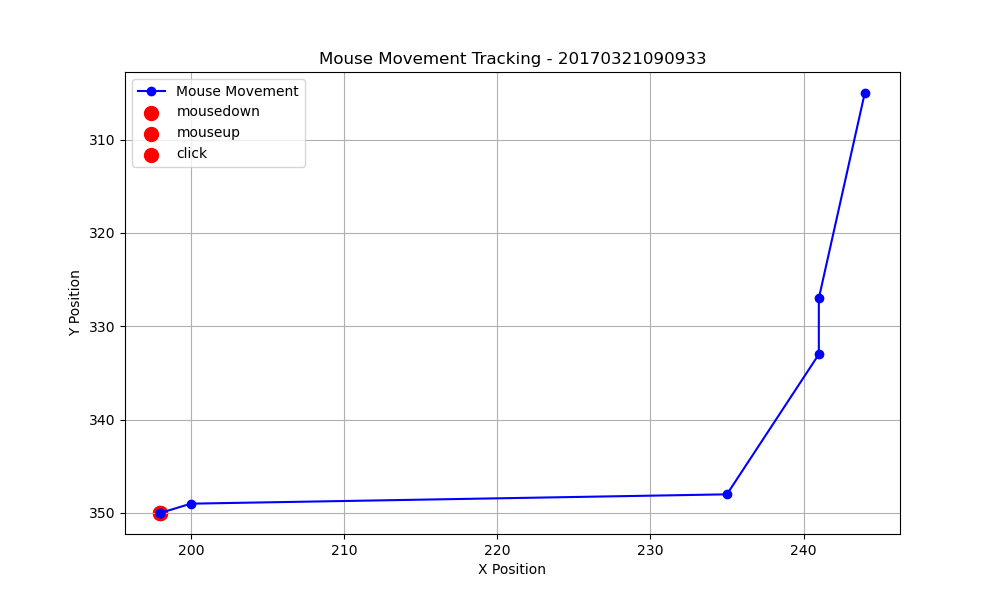 Mouse Movement Tracking - 20170321090933
Mouse Movement
mousedown
mouseup
click
310
320
330
340
350
Y Position
200
210
220
230
240
X Position